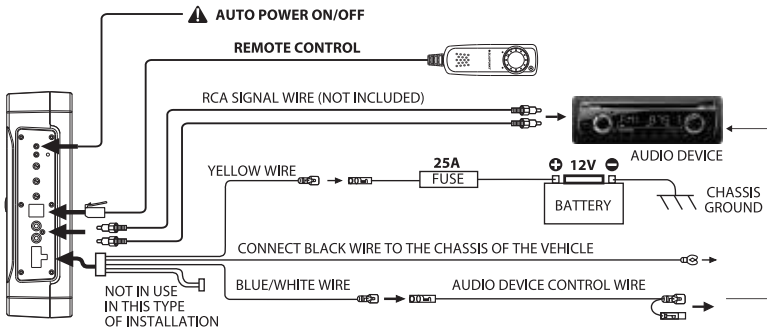 AUTO POWER ON/OFF
REMOTE CONTROL
RCA SIGNAL WIRE (NOT INCLUDED)
AUDIO DEVICE
YELLOW WIRE
25A
FUSE
+ 12V −
BATTERY
CHASSIS
GROUND
CONNECT BLACK WIRE TO THE CHASSIS OF THE VEHICLE
BLUE/WHITE WIRE
AUDIO DEVICE CONTROL WIRE
NOT IN USE
IN THIS TYPE
OF INSTALLATION